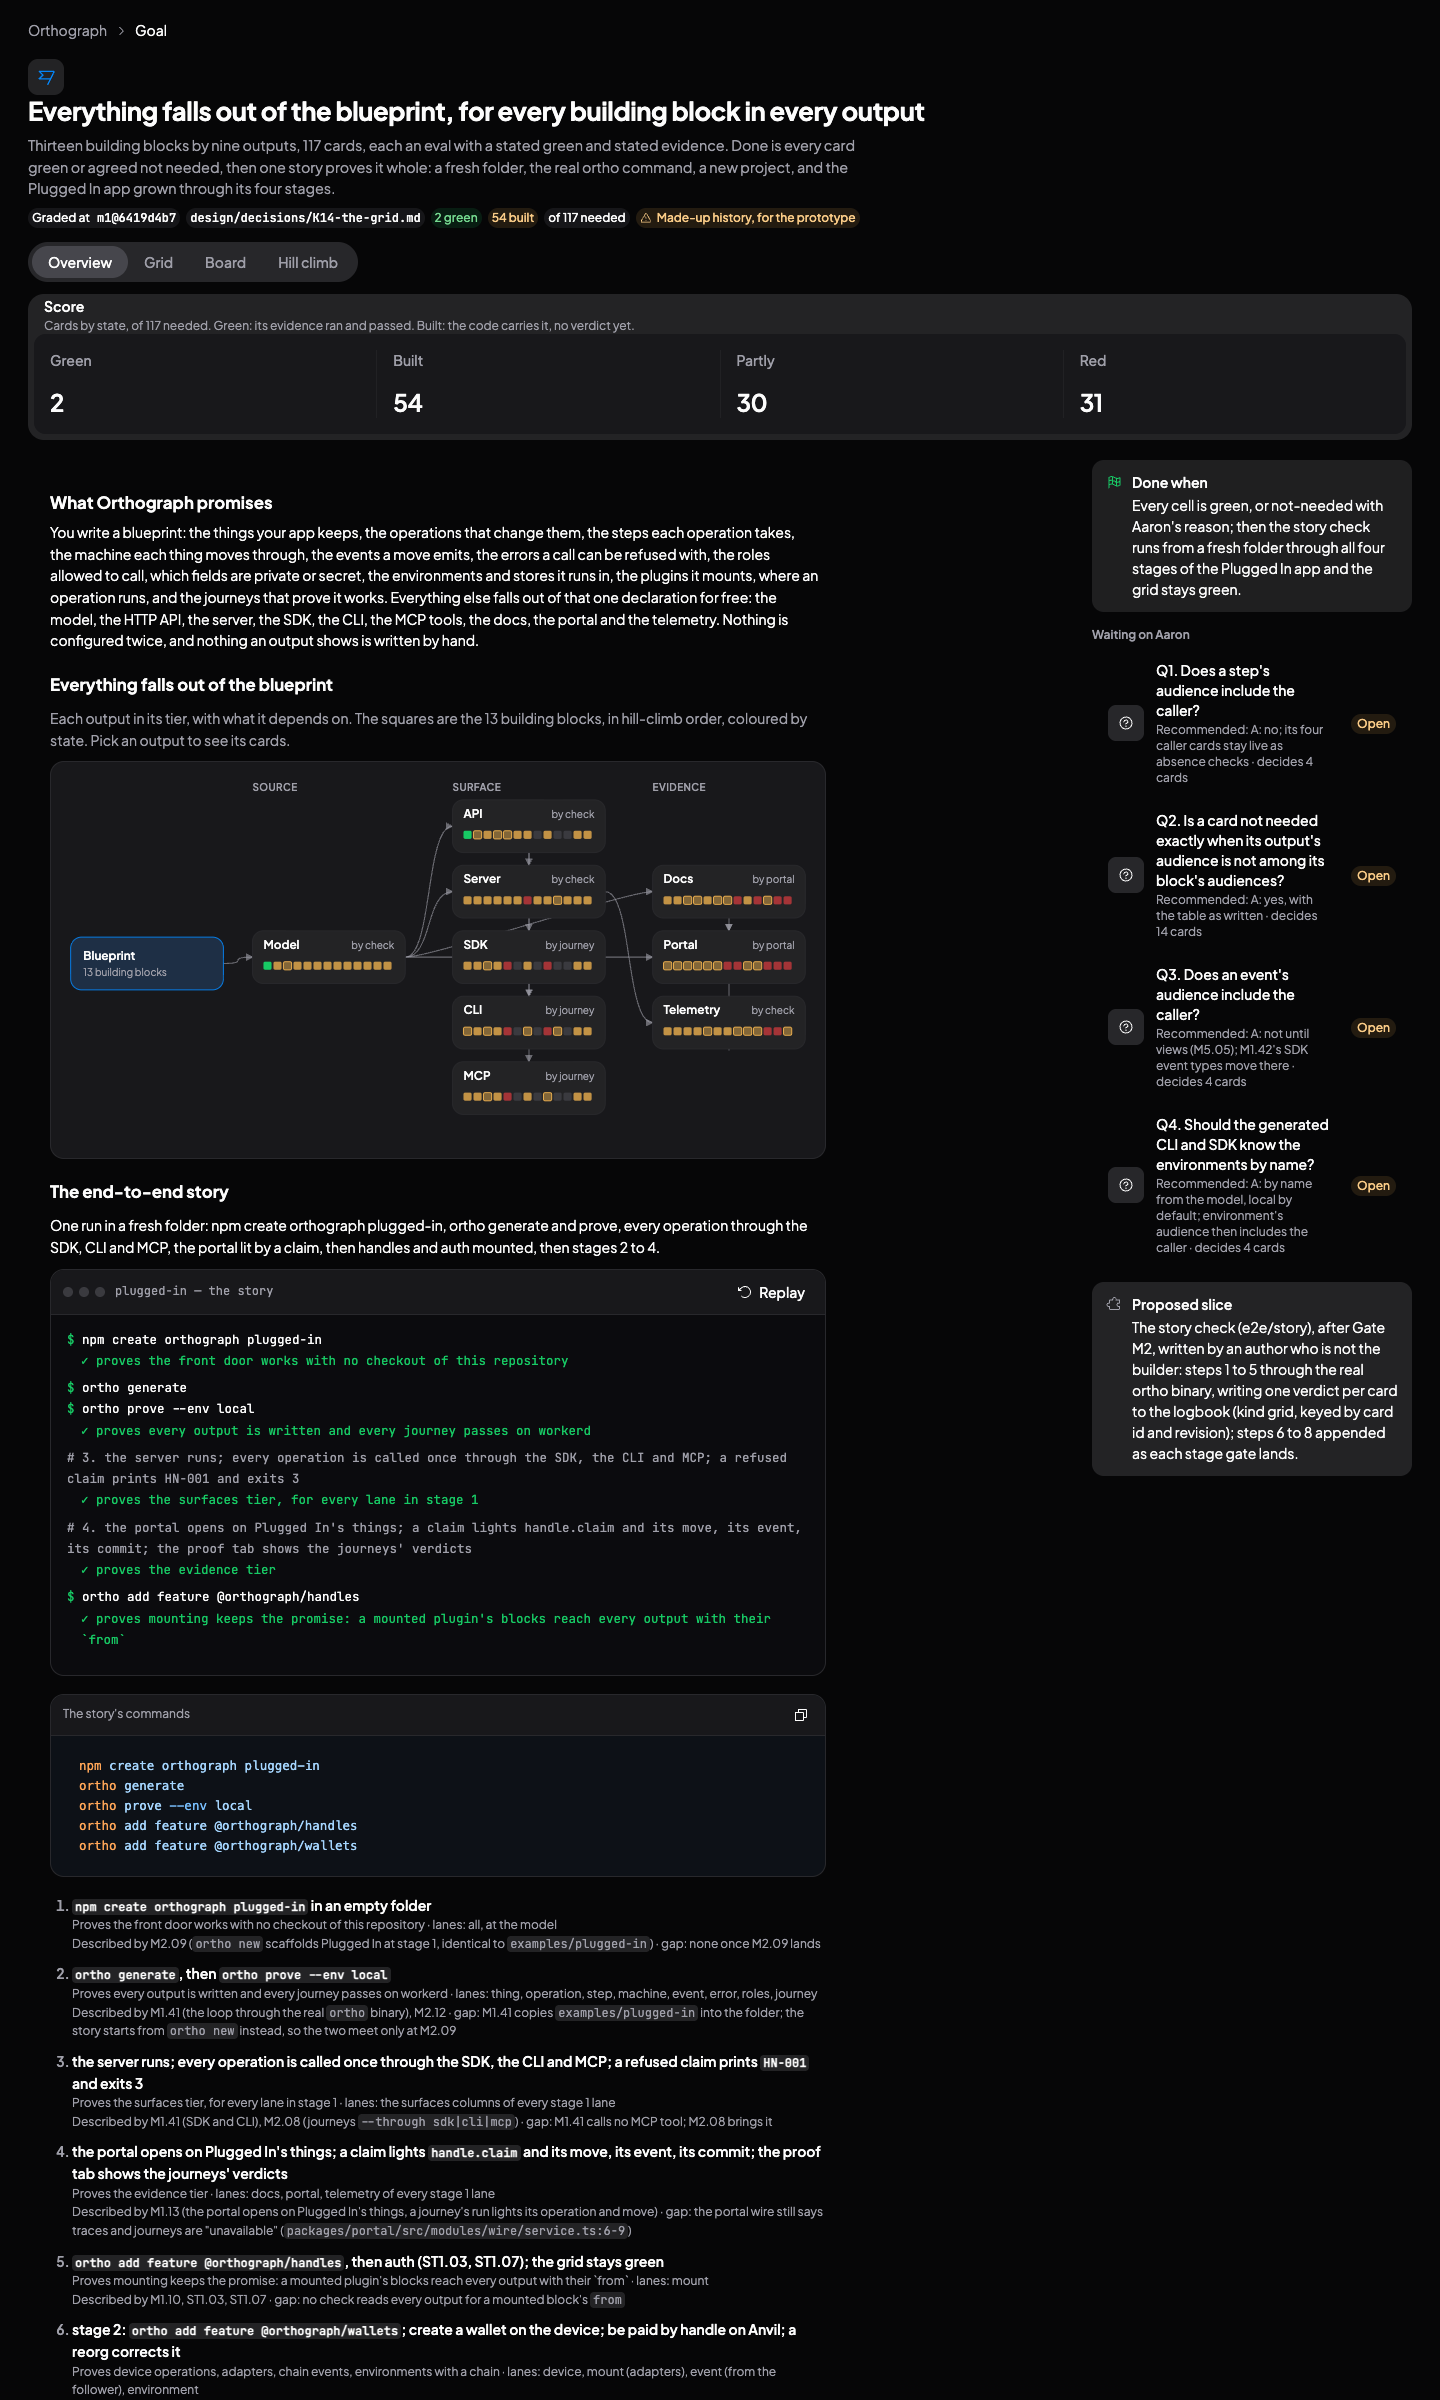 Orthograph > Goal
Everything falls out of the blueprint, for every building block in every output
Thirteen building blocks by nine outputs, 117 cards, each an eval with a stated green and stated evidence. Done is every card
green or agreed not needed, then one story proves it whole: a fresh folder, the real ortho command, a new project, and the
Plugged In app grown through its four stages.
Graded at m1@6419d4b7 design/decisions/K14-the-grid.md 2 green 54 built of 117 needed Made-up history, for the prototype
Overview Grid Board Hill climb
Score
Cards by state, of 117 needed. Green: its evidence ran and passed. Built: the code carries it, no verdict yet.
Green Built Partly Red
2 54 30 31
What Orthograph promises
You write a blueprint: the things your app keeps, the operations that change them, the steps each operation takes,
the machine each thing moves through, the events a move emits, the errors a call can be refused with, the roles
allowed to call, which fields are private or secret, the environments and stores it runs in, the plugins it mounts, where an
operation runs, and the journeys that prove it works. Everything else falls out of that one declaration for free: the
model, the HTTP API, the server, the SDK, the CLI, the MCP tools, the docs, the portal and the telemetry. Nothing is
configured twice, and nothing an output shows is written by hand.
Everything falls out of the blueprint
Each output in its tier, with what it depends on. The squares are the 13 building blocks, in hill-climb order, coloured by
state. Pick an output to see its cards.
SOURCE SURFACE EVIDENCE
API by check
Server by check
Docs by portal
Blueprint
13 building blocks
Model by check
SDK by journey
Portal by portal
CLI by journey
Telemetry by check
MCP by journey
The end-to-end story
One run in a fresh folder: npm create orthograph plugged-in, ortho generate and prove, every operation through the
SDK, CLI and MCP, the portal lit by a claim, then handles and auth mounted, then stages 2 to 4.
plugged-in — the story Replay
$ npm create orthograph plugged-in
✓ proves the front door works with no checkout of this repository
$ ortho generate
$ ortho prove --env local
✓ proves every output is written and every journey passes on workerd
# 3. the server runs; every operation is called once through the SDK, the CLI and MCP; a refused
claim prints HN-001 and exits 3
✓ proves the surfaces tier, for every lane in stage 1
# 4. the portal opens on Plugged In's things; a claim lights handle.claim and its move, its event,
its commit; the proof tab shows the journeys' verdicts
✓ proves the evidence tier
$ ortho add feature @orthograph/handles
✓ proves mounting keeps the promise: a mounted plugin's blocks reach every output with their
`from`
The story's commands
npm create orthograph plugged-in
ortho generate
ortho prove --env local
ortho add feature @orthograph/handles
ortho add feature @orthograph/wallets
1. npm create orthograph plugged-in in an empty folder
Proves the front door works with no checkout of this repository · lanes: all, at the model
Described by M2.09 (ortho new scaffolds Plugged In at stage 1, identical to examples/plugged-in) · gap: none once M2.09 lands
2. ortho generate, then ortho prove --env local
Proves every output is written and every journey passes on workerd · lanes: thing, operation, step, machine, event, error, roles, journey
Described by M1.41 (the loop through the real ortho binary), M2.12 · gap: M1.41 copies examples/plugged-in into the folder; the
story starts from ortho new instead, so the two meet only at M2.09
3. the server runs; every operation is called once through the SDK, the CLI and MCP; a refused claim prints HN-001
and exits 3
Proves the surfaces tier, for every lane in stage 1 · lanes: the surfaces columns of every stage 1 lane
Described by M1.41 (SDK and CLI), M2.08 (journeys --through sdk|cli|mcp) · gap: M1.41 calls no MCP tool; M2.08 brings it
4. the portal opens on Plugged In's things; a claim lights handle.claim and its move, its event, its commit; the proof
tab shows the journeys' verdicts
Proves the evidence tier · lanes: docs, portal, telemetry of every stage 1 lane
Described by M1.13 (the portal opens on Plugged In's things, a journey's run lights its operation and move) · gap: the portal wire still says
traces and journeys are "unavailable" (packages/portal/src/modules/wire/service.ts:6-9)
5. ortho add feature @orthograph/handles, then auth (ST1.03, ST1.07); the grid stays green
Proves mounting keeps the promise: a mounted plugin's blocks reach every output with their `from` · lanes: mount
Described by M1.10, ST1.03, ST1.07 · gap: no check reads every output for a mounted block's from
6. stage 2: ortho add feature @orthograph/wallets; create a wallet on the device; be paid by handle on Anvil; a
reorg corrects it
Proves device operations, adapters, chain events, environments with a chain · lanes: device, mount (adapters), event (from the
follower), environment
Done when
Every cell is green, or not-needed with
Aaron's reason; then the story check
runs from a fresh folder through all four
stages of the Plugged In app and the
grid stays green.
Waiting on Aaron
Q1. Does a step's
audience include the
caller?
Recommended: A: no; its four
caller cards stay live as
absence checks · decides 4
cards
Open
Q2. Is a card not needed
exactly when its output's
audience is not among its
block's audiences?
Recommended: A: yes, with
the table as written · decides
14 cards
Open
Q3. Does an event's
audience include the
caller?
Recommended: A: not until
views (M5.05); M1.42's SDK
event types move there ·
decides 4 cards
Open
Q4. Should the generated
CLI and SDK know the
environments by name?
Recommended: A: by name
from the model, local by
default; environment's
audience then includes the
caller · decides 4 cards
Open
Proposed slice
The story check (e2e/story), after Gate
M2, written by an author who is not the
builder: steps 1 to 5 through the real
ortho binary, writing one verdict per card
to the logbook (kind grid, keyed by card
id and revision); steps 6 to 8 appended
as each stage gate lands.